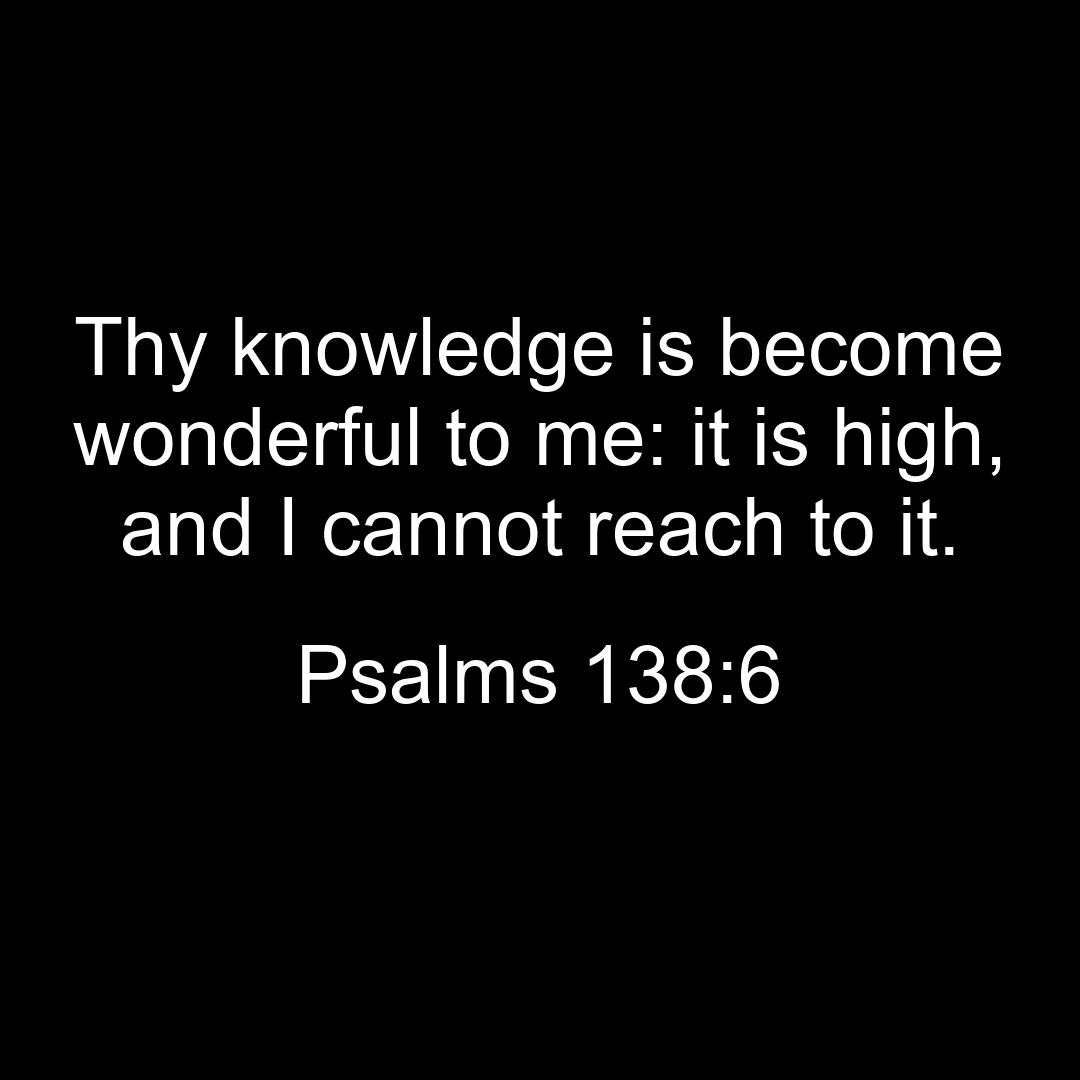 Thy knowledge is become
wonderful to me: it is high,
and I cannot reach to it.
Psalms 138:6